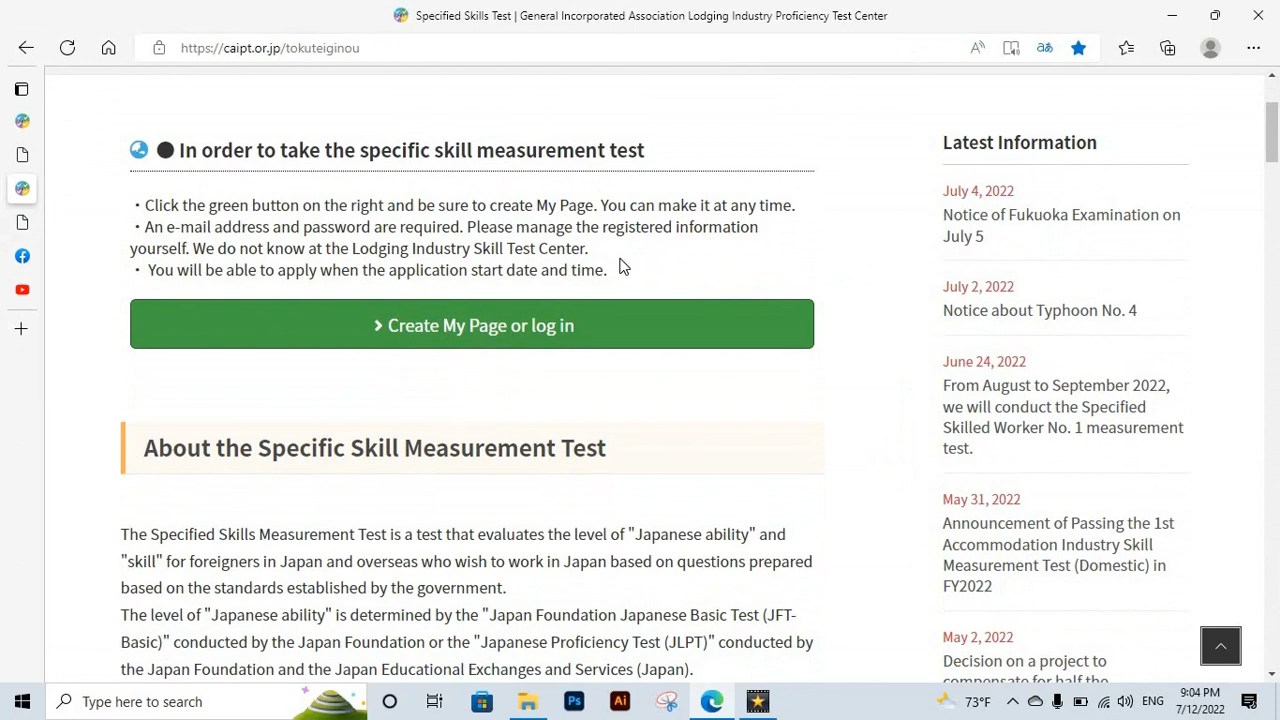 Specified Skills Test | General Incorporated Association Lodging Industry Proficiency Test Center
https://caipt.or.jp/tokuteiginou
● In order to take the specific skill measurement test
・Click the green button on the right and be sure to create My Page. You can make it at any time.
・An e-mail address and password are required. Please manage the registered information
yourself. We do not know at the Lodging Industry Skill Test Center.
・ You will be able to apply when the application start date and time.
Create My Page or log in
About the Specific Skill Measurement Test
The Specified Skills Measurement Test is a test that evaluates the level of "Japanese ability" and
"skill" for foreigners in Japan and overseas who wish to work in Japan based on questions prepared
based on the standards established by the government.
The level of "Japanese ability" is determined by the "Japan Foundation Japanese Basic Test (JFT-
Basic)" conducted by the Japan Foundation or the "Japanese Proficiency Test (JLPT)" conducted by
the Japan Foundation and the Japan Educational Exchanges and Services (Japan).
Latest Information
July 4, 2022
Notice of Fukuoka Examination on
July 5
July 2, 2022
Notice about Typhoon No. 4
June 24, 2022
From August to September 2022,
we will conduct the Specified
Skilled Worker No. 1 measurement
test.
May 31, 2022
Announcement of Passing the 1st
Accommodation Industry Skill
Measurement Test (Domestic) in
FY2022
May 2, 2022
Decision on a project to
compensate for half the
Type here to search
Ps
Ai
73°F
ENG
9:04 PM
7/12/2022